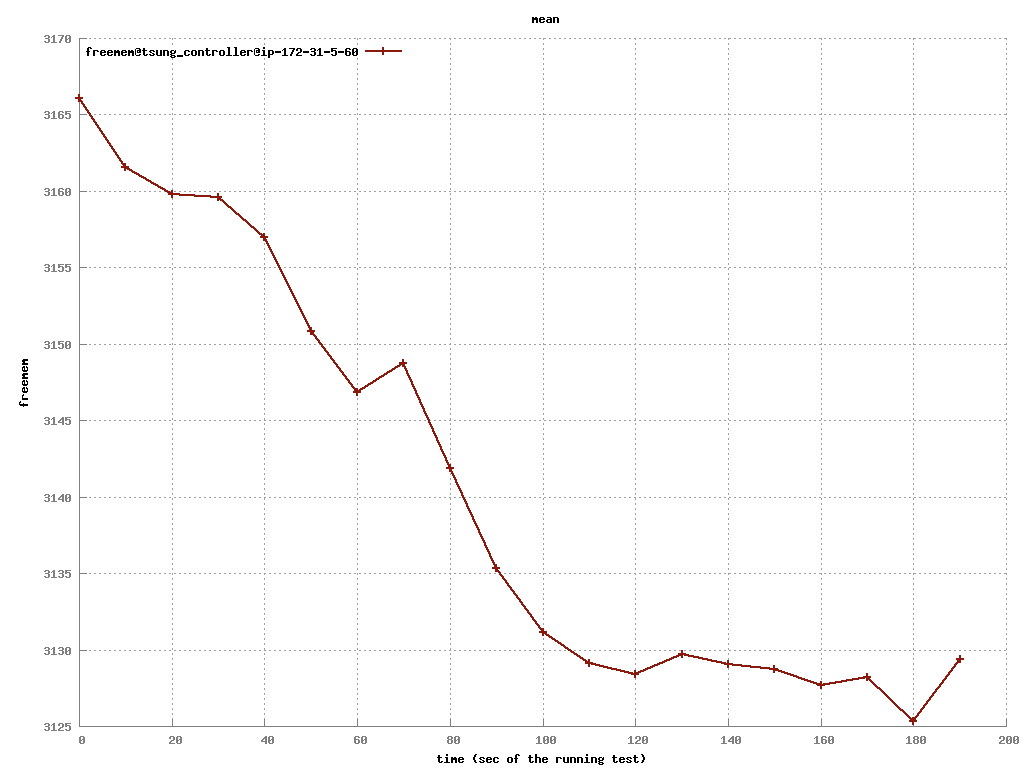 mean
3170
freemem@tsung_controller@ip-172-31-5-60
3165
3160
3155
3150
freemem
3145
3140
3135
3130
3125
0 20 40 60 80 100 120 140 160 180 200
time (sec of the running test)